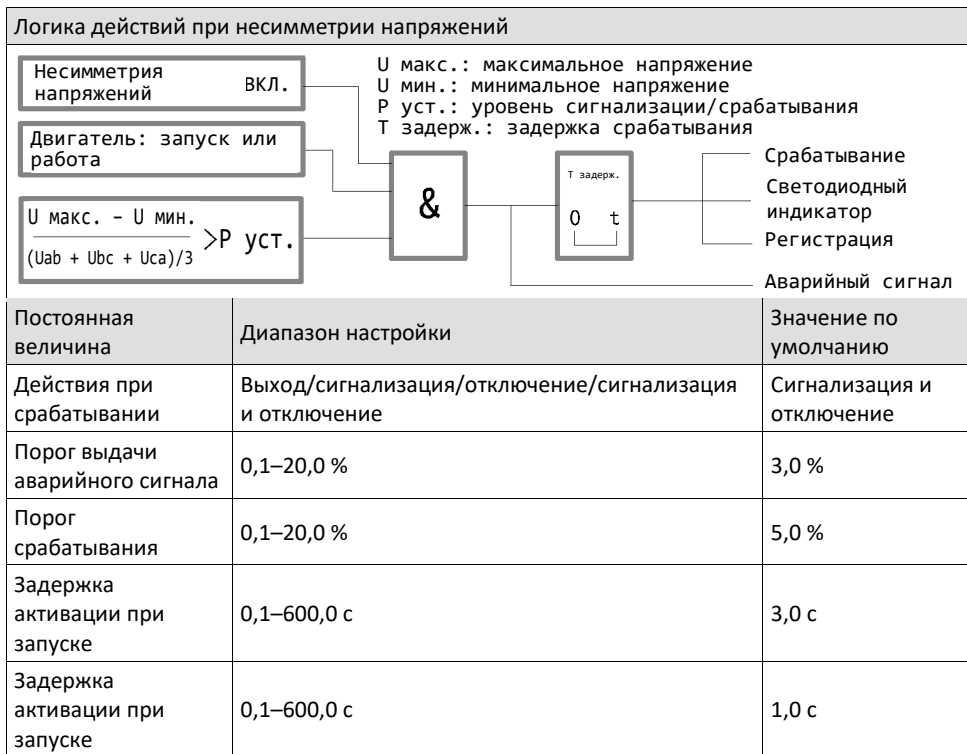 Логика действий при несимметрии напряжений
Несимметрия
напряжений ВКЛ.
U макс.: максимальное напряжение
U мин.: минимальное напряжение
P уст.: уровень сигнализации/срабатывания
T задерж.: задержка срабатывания
Двигатель: запуск или
работа
U макс. – U мин.
(Uab + Ubc + Uca)/3
>P уст.
&
T задерж.
0 t
Срабатывание
Светодиодный
индикатор
Регистрация
Аварийный сигнал
Постоянная
величина
Диапазон настройки
Значение по
умолчанию
Действия при
срабатывании
Выход/сигнализация/отключение/сигнализация
и отключение
Сигнализация и
отключение
Порог выдачи
аварийного сигнала
0,1–20,0 %
3,0 %
Порог
срабатывания
0,1–20,0 %
5,0 %
Задержка
активации при
запуске
0,1–600,0 с
3,0 с
Задержка
активации при
запуске
0,1–600,0 с
1,0 с